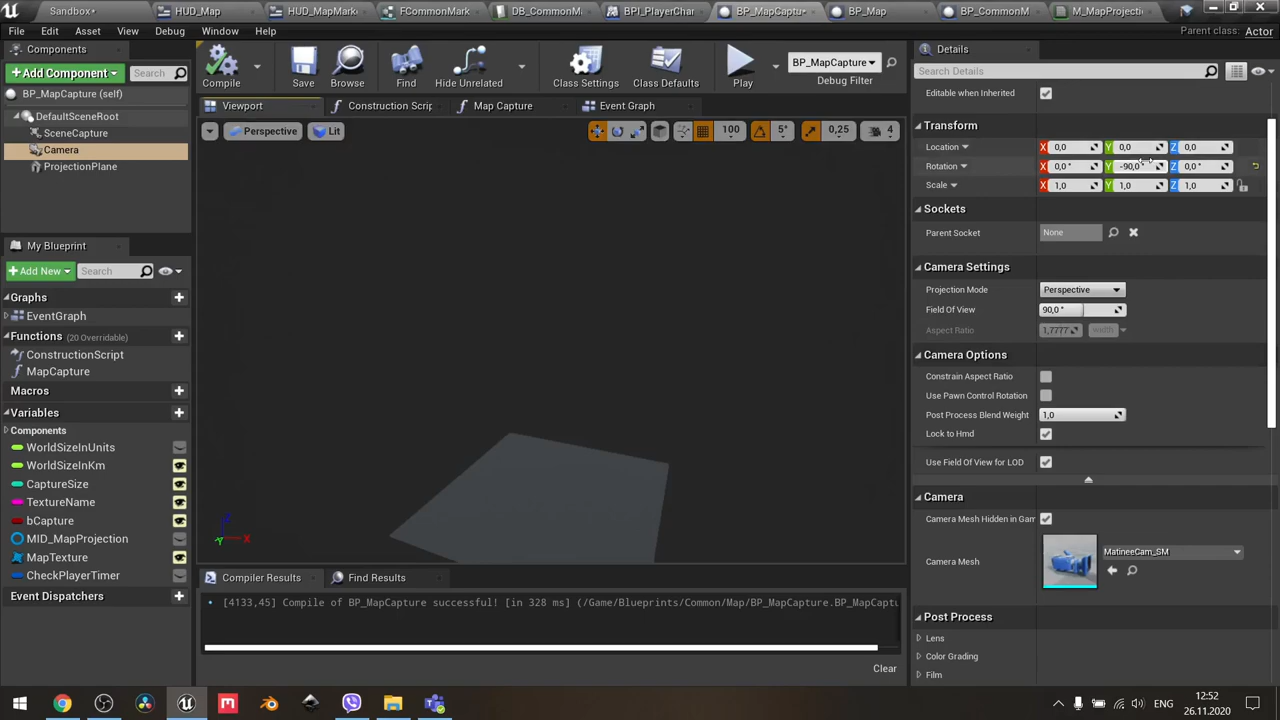 HUD_Map
HUD_MapMark
FCommonMark
DB_CommonM
BPI_PlayerChar
BP_MapCaptu*
BP_Map
BP_CommonM
M_MapProjecti
File Edit Asset View Debug Window Help
Parent class: Actor
Components
Add Component
Search
BP_MapCapture (self)
DefaultSceneRoot
SceneCapture
Camera
ProjectionPlane
My Blueprint
Add New
Search
Graphs
EventGraph
Functions (20 Overridable)
ConstructionScript
MapCapture
Macros
Variables
Components
WorldSizeInUnits
WorldSizeInKm
CaptureSize
TextureName
bCapture
MID_MapProjection
MapTexture
CheckPlayerTimer
Event Dispatchers
Compile
Save
Browse
Find
Hide Unrelated
Class Settings
Class Defaults
Play
BP_MapCapture
Debug Filter
Viewport
Construction Scrip
Map Capture
Event Graph
Perspective
Lit
100
5°
0,25
4
Z
X
Y
Compiler Results
Find Results
[4133,45] Compile of BP_MapCapture successful! [in 328 ms] (/Game/Blueprints/Common/Map/BP_MapCapture.BP_MapCaptu
Clear
Details
Search Details
Editable when Inherited
Transform
Location X 0,0 Y 0,0 Z 0,0
Rotation X 0,0 ° Y -90,0 ° Z 0,0 °
Scale X 1,0 Y 1,0 Z 1,0
Sockets
Parent Socket None
Camera Settings
Projection Mode Perspective
Field Of View 90,0 °
Aspect Ratio 1,7777 width
Camera Options
Constrain Aspect Ratio
Use Pawn Control Rotation
Post Process Blend Weight 1,0
Lock to Hmd
Use Field Of View for LOD
Camera
Camera Mesh Hidden in Gam
Camera Mesh
MatineeCam_SM
Post Process
Lens
Color Grading
Film
ENG
12:52
26.11.2020